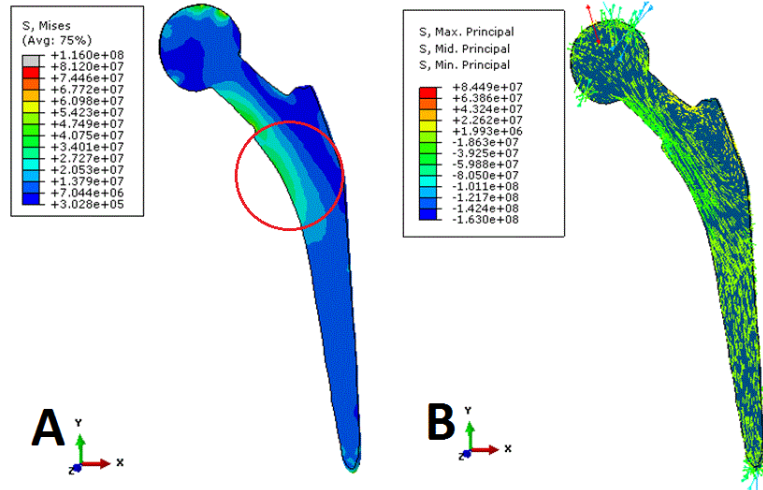 S, Mises
(Avg: 75%)
+1.160e+08
+8.120e+07
+7.446e+07
+6.772e+07
+6.098e+07
+5.423e+07
+4.749e+07
+4.075e+07
+3.401e+07
+2.727e+07
+2.053e+07
+1.379e+07
+7.044e+06
+3.028e+05
A
Y
Z
X
S, Max. Principal
S, Mid. Principal
S, Min. Principal
+8.449e+07
+6.386e+07
+4.324e+07
+2.262e+07
+1.993e+06
-1.863e+07
-3.925e+07
-5.988e+07
-8.050e+07
-1.011e+08
-1.217e+08
-1.424e+08
-1.630e+08
B
Y
Z
X